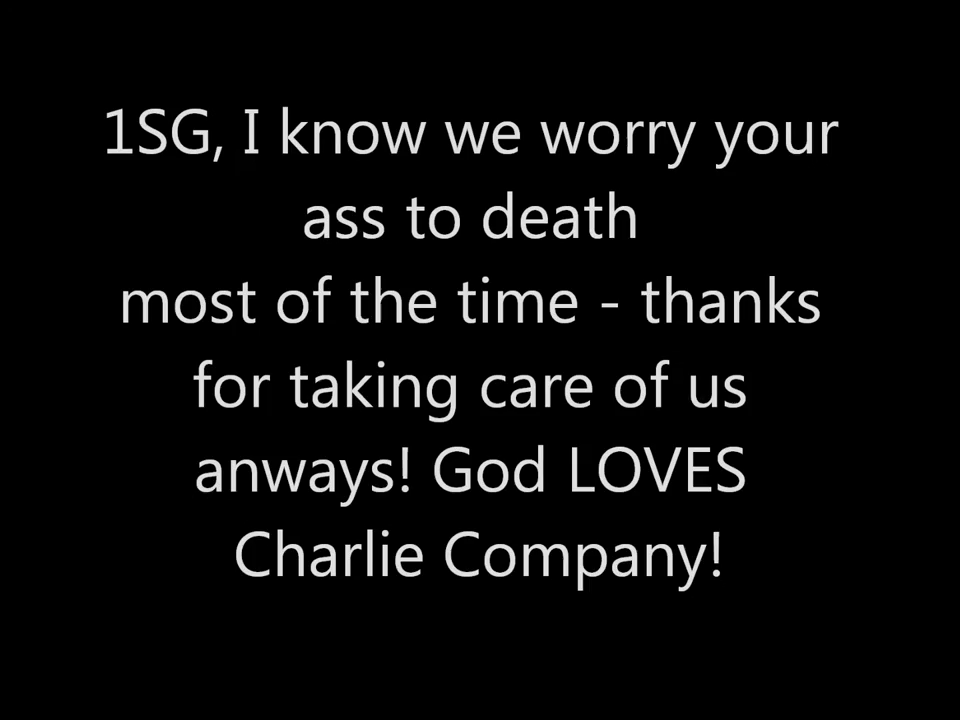 1SG, I know we worry your
ass to death
most of the time - thanks
for taking care of us
anways! God LOVES
Charlie Company!